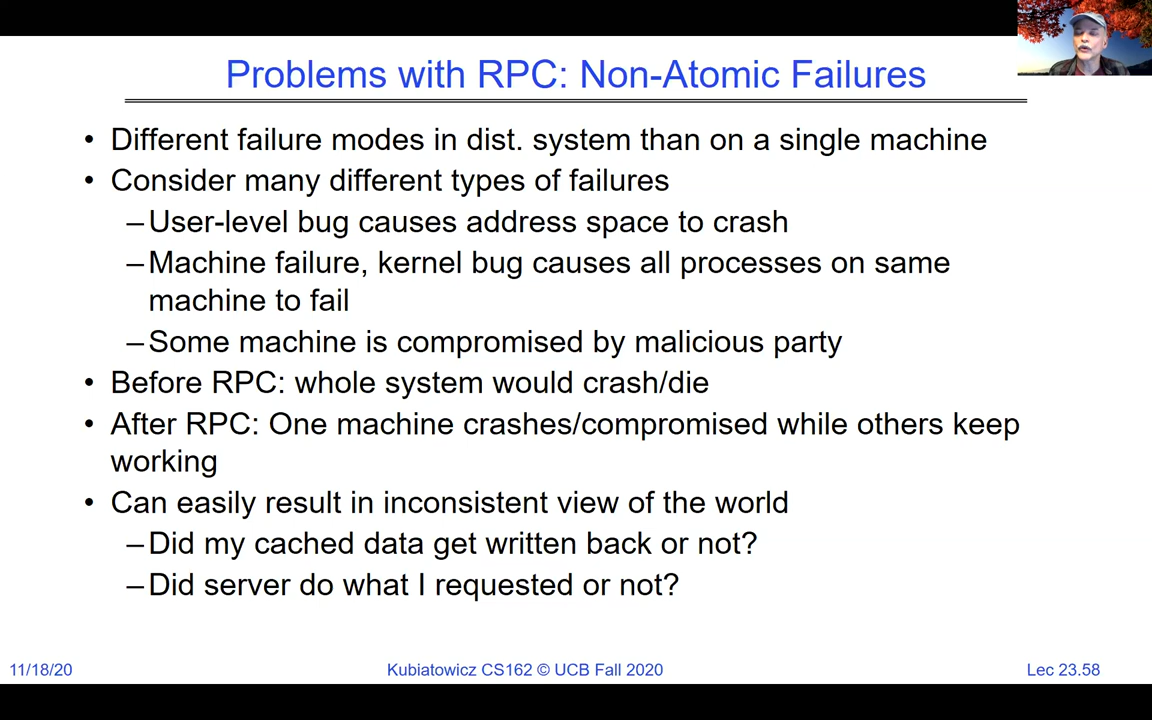 Problems with RPC: Non-Atomic Failures
• Different failure modes in dist. system than on a single machine
• Consider many different types of failures
– User-level bug causes address space to crash
– Machine failure, kernel bug causes all processes on same
machine to fail
– Some machine is compromised by malicious party
• Before RPC: whole system would crash/die
• After RPC: One machine crashes/compromised while others keep
working
• Can easily result in inconsistent view of the world
– Did my cached data get written back or not?
– Did server do what I requested or not?
11/18/20
Kubiatowicz CS162 © UCB Fall 2020
Lec 23.58